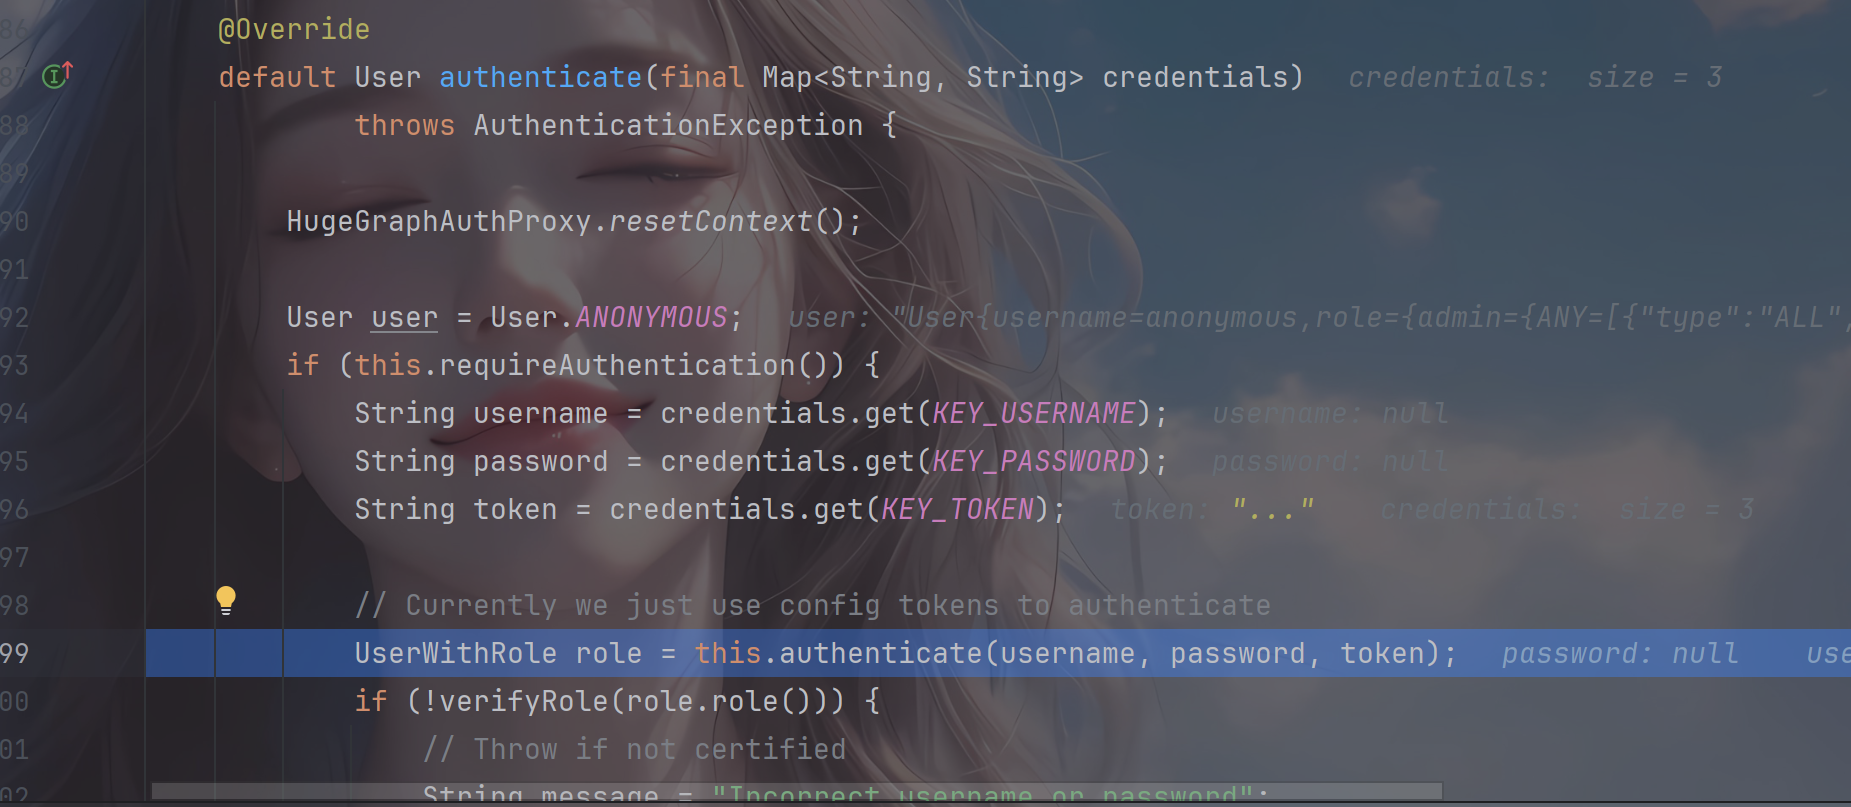 86 @Override
87 default User authenticate(final Map<String, String> credentials) credentials: size = 3
88 throws AuthenticationException {
89
90 HugeGraphAuthProxy.resetContext();
91
92 User user = User.ANONYMOUS; user: "User{username=anonymous,role={admin={ANY=[{"type":"ALL",
93 if (this.requireAuthentication()) {
94 String username = credentials.get(KEY_USERNAME); username: null
95 String password = credentials.get(KEY_PASSWORD); password: null
96 String token = credentials.get(KEY_TOKEN); token: "..." credentials: size = 3
97
98 // Currently we just use config tokens to authenticate
99 UserWithRole role = this.authenticate(username, password, token); password: null use
00 if (!verifyRole(role.role())) {
01 // Throw if not certified
02 String message = "Incorrect username or password";